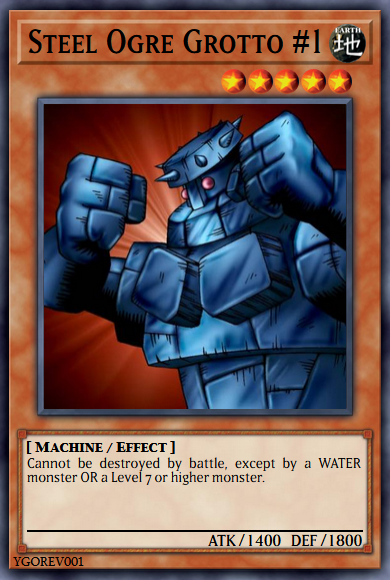 STEEL OGRE GROTTO #1
EARTH
地
[ MACHINE / EFFECT ]
Cannot be destroyed by battle, except by a WATER
monster OR a Level 7 or higher monster.
ATK / 1400 DEF / 1800
YGOREV001